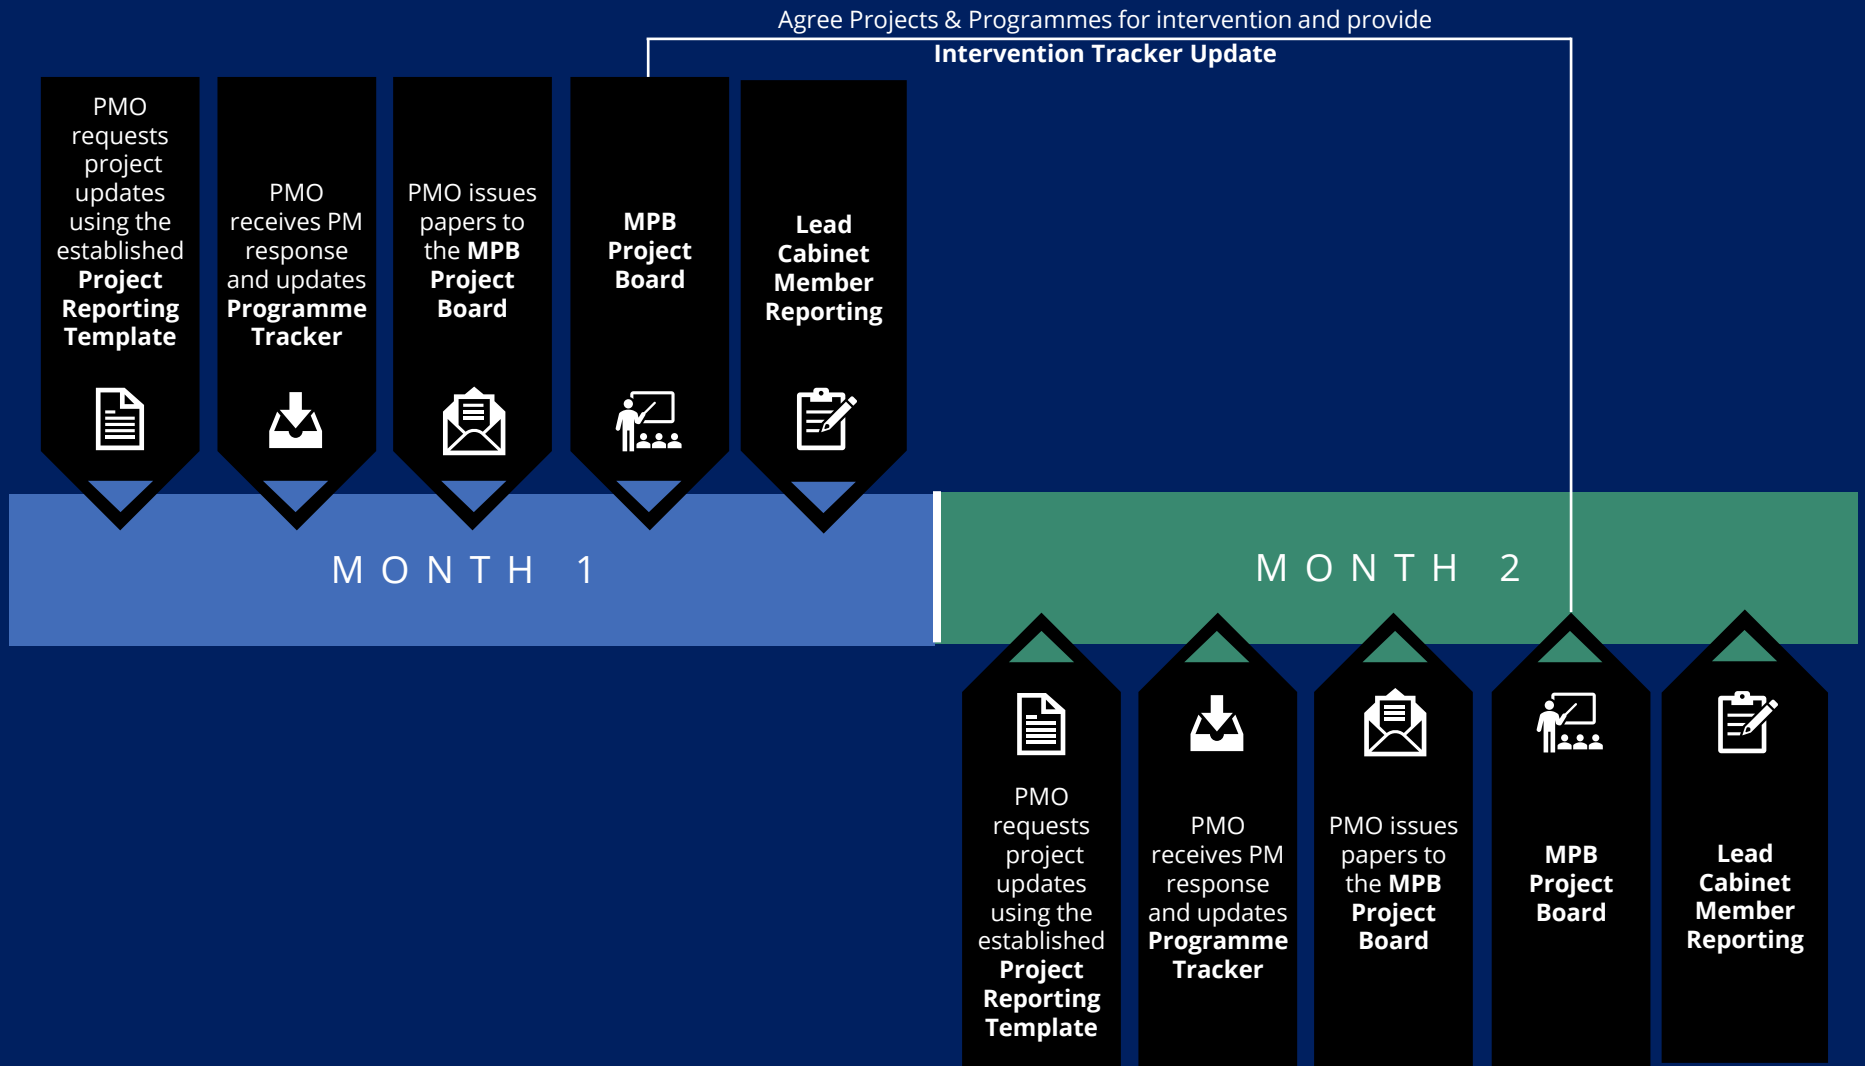 Agree Projects & Programmes for intervention and provide
Intervention Tracker Update
PMO
requests
project
updates
using the
established
Project
Reporting
Template
PMO
receives PM
response
and updates
Programme
Tracker
PMO issues
papers to
the MPB
Project
Board
MPB
Project
Board
Lead
Cabinet
Member
Reporting
MONTH 1
MONTH 2
PMO
requests
project
updates
using the
established
Project
Reporting
Template
PMO
receives PM
response
and updates
Programme
Tracker
PMO issues
papers to
the MPB
Project
Board
MPB
Project
Board
Lead
Cabinet
Member
Reporting